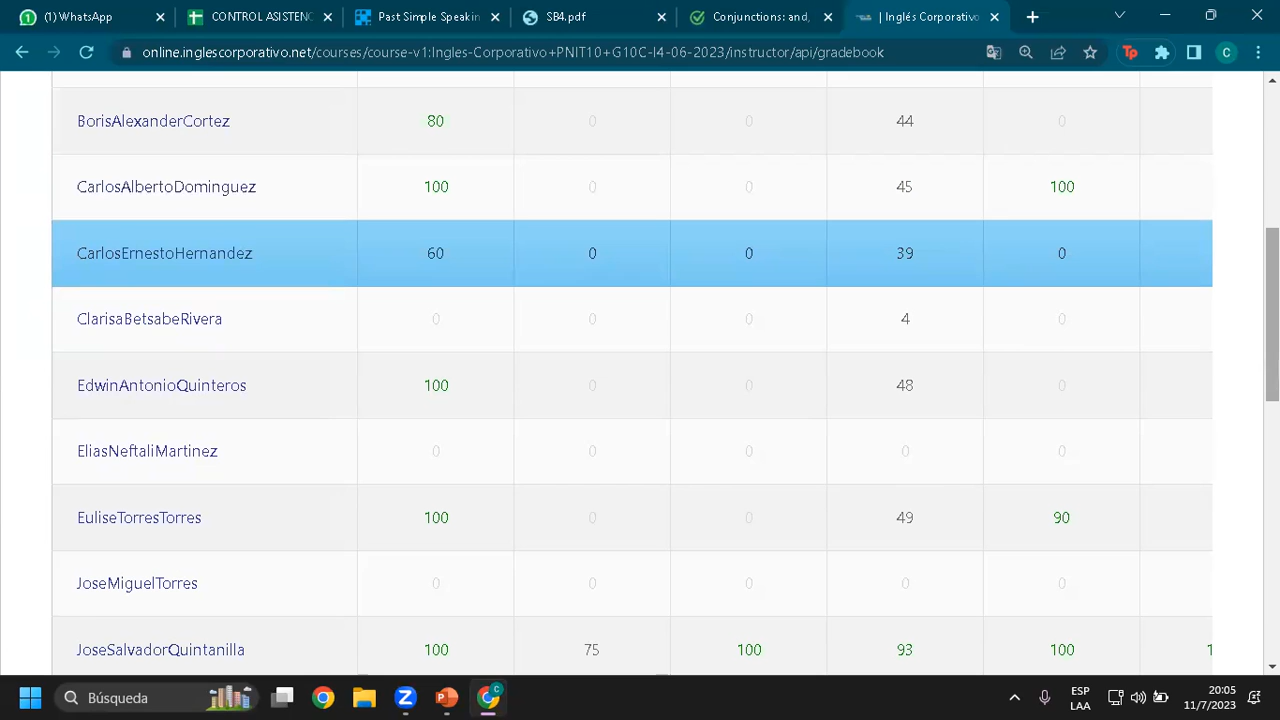 (1) WhatsApp
CONTROL ASISTENC
Past Simple Speakin
SB4.pdf
Conjunctions: and,
| Inglés Corporativo
online.inglescorporativo.net/courses/course-v1:Ingles-Corporativo+PNIT10+G10C-I4-06-2023/instructor/api/gradebook
Tp
C
BorisAlexanderCortez 80 0 0 44 0
CarlosAlbertoDominguez 100 0 0 45 100
CarlosErnestoHernandez 60 0 0 39 0
ClarisaBetsabeRivera 0 0 0 4 0
EdwinAntonioQuinteros 100 0 0 48 0
EliasNeftaliMartinez 0 0 0 0 0
EuliseTorresTorres 100 0 0 49 90
JoseMiguelTorres 0 0 0 0 0
JoseSalvadorQuintanilla 100 75 100 93 100 1
Búsqueda
C
ESP
LAA
20:05
11/7/2023